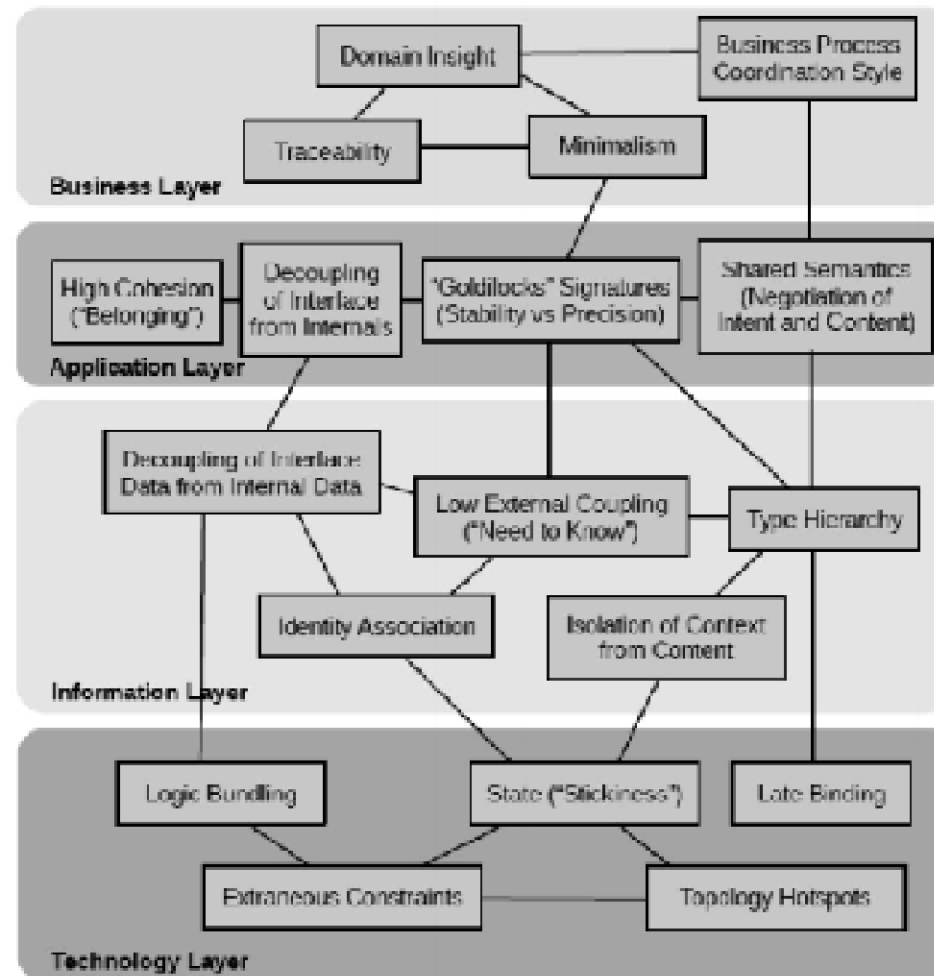 Domain Insight
Business Process
Coordination Style
Traceability
Minimalism
Business Layer
High Cohesion
("Belonging")
Decoupling
of Interface
from Internals
"Goldilocks" Signatures
(Stability vs Precision)
Shared Semantics
(Negotiation of
Intent and Content)
Application Layer
Decoupling of Interface
Data from Internal Data
Low External Coupling
("Need to Know")
Type Hierarchy
Identity Association
Isolation of Context
from Content
Information Layer
Logic Bundling
State ("Stickiness")
Late Binding
Extraneous Constraints
Topology Hotspots
Technology Layer